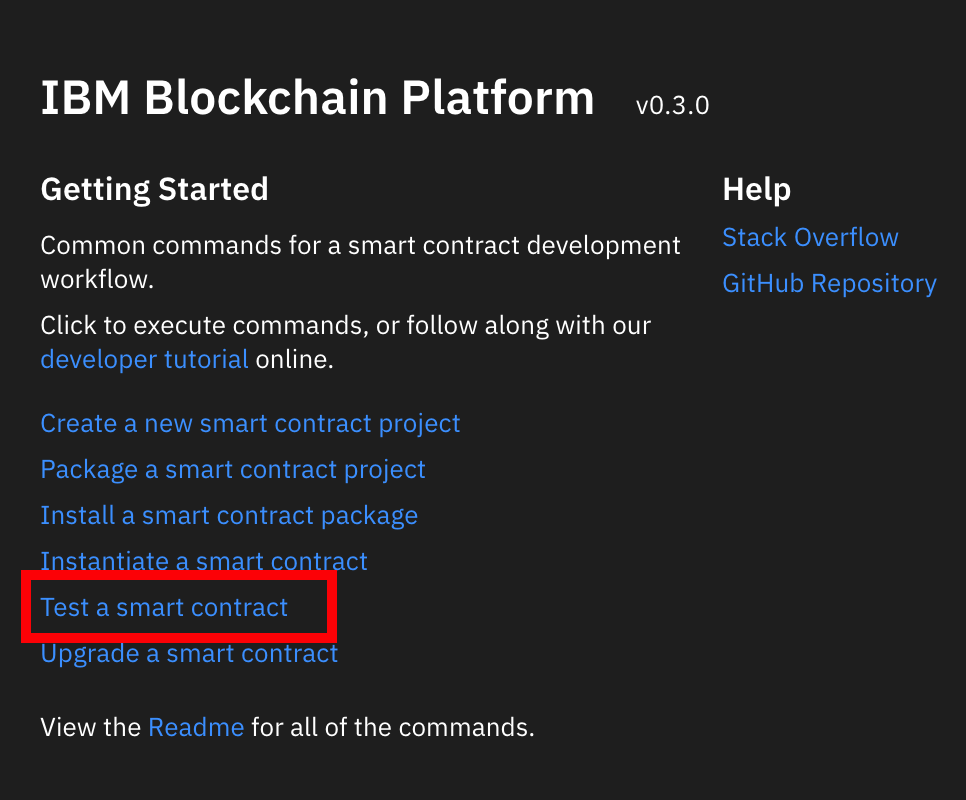 IBM Blockchain Platform v0.3.0
Getting Started
Common commands for a smart contract development
workflow.
Click to execute commands, or follow along with our
developer tutorial online.
Create a new smart contract project
Package a smart contract project
Install a smart contract package
Instantiate a smart contract
Test a smart contract
Upgrade a smart contract
View the Readme for all of the commands.
Help
Stack Overflow
GitHub Repository